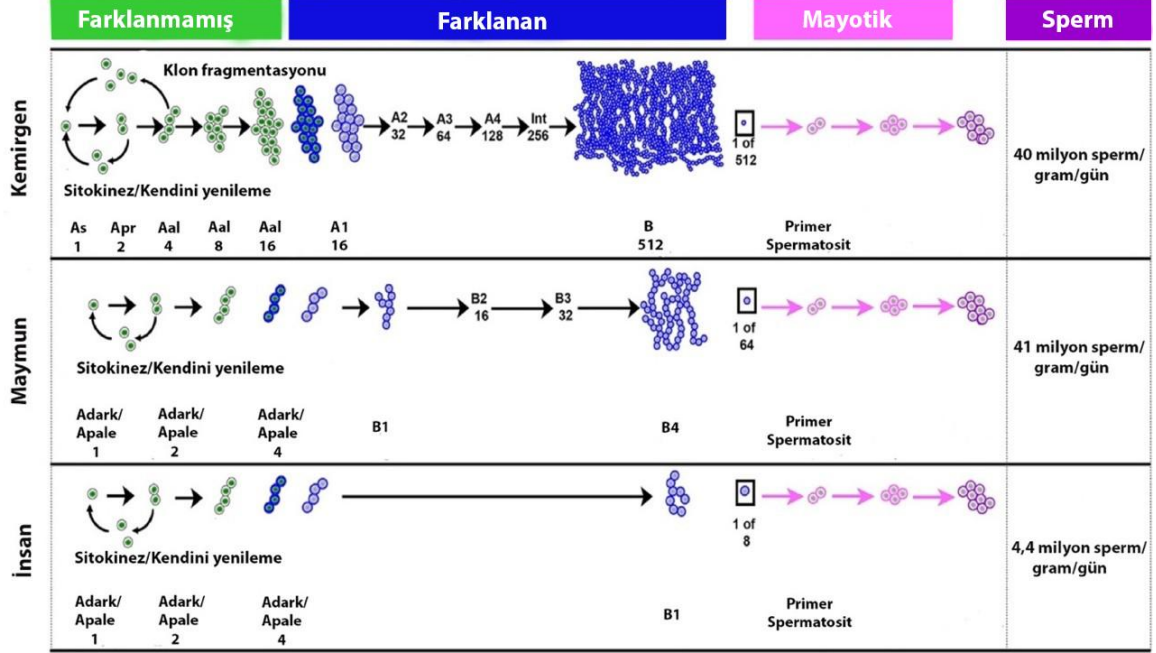 Farklanmamış
Farklanan
Mayotik
Sperm
Kemirgen
Klon fragmentasyonu
A2
32
A3
64
A4
128
Int
256
1 of
512
40 milyon sperm/
gram/gün
Sitokinez/Kendini yenileme
As
1
Apr
2
Aal
4
Aal
8
Aal
16
A1
16
B
512
Primer
Spermatosit
Maymun
B2
16
B3
32
1 of
64
41 milyon sperm/
gram/gün
Sitokinez/Kendini yenileme
Adark/
Apale
1
Adark/
Apale
2
Adark/
Apale
4
B1
B4
Primer
Spermatosit
İnsan
1 of
8
4,4 milyon sperm/
gram/gün
Sitokinez/Kendini yenileme
Adark/
Apale
1
Adark/
Apale
2
Adark/
Apale
4
B1
Primer
Spermatosit